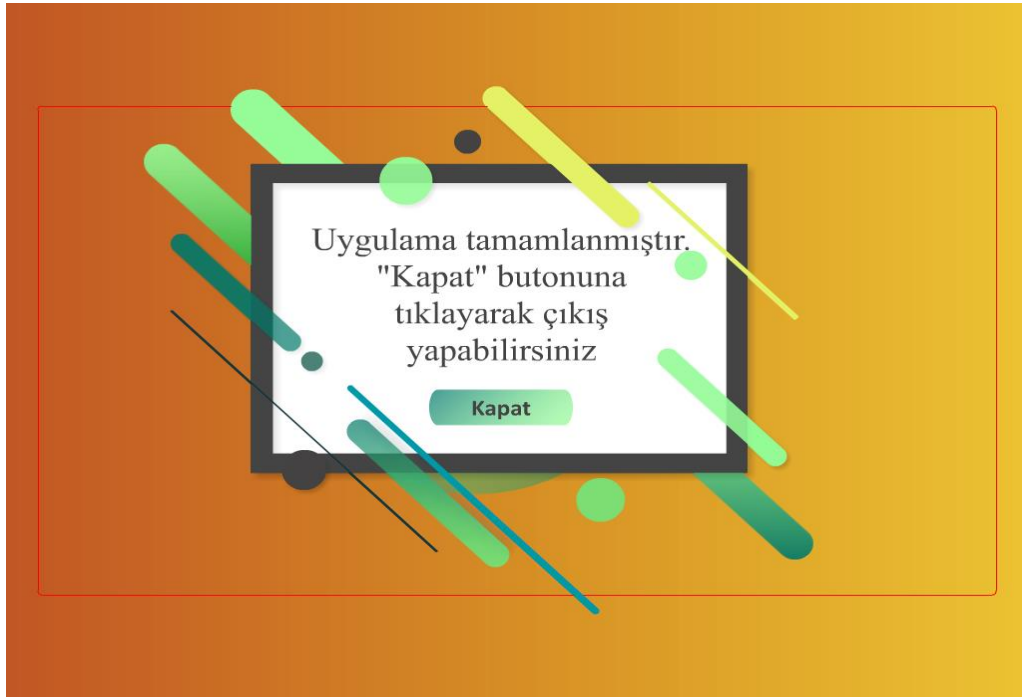 Uygulama tamamlanmıştır.
"Kapat" butonuna
tıklayarak çıkış
yapabilirsiniz
Kapat